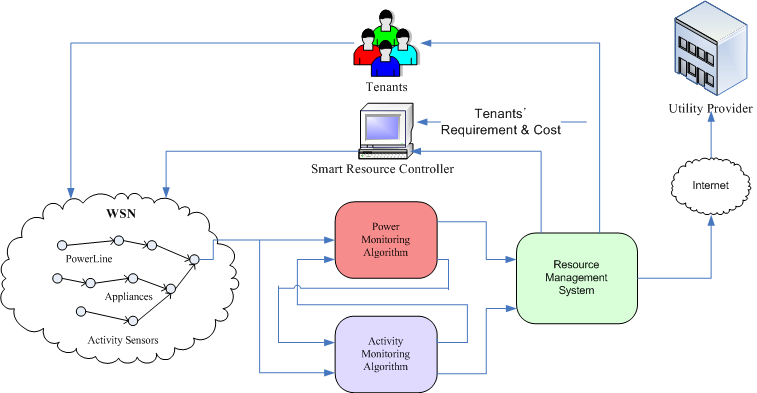 Tenants
Utility Provider
Tenants'
Requirement & Cost
Smart Resource Controller
Internet
WSN
PowerLine
Appliances
Activity Sensors
Power
Monitoring
Algorithm
Resource
Management
System
Activity
Monitoring
Algorithm